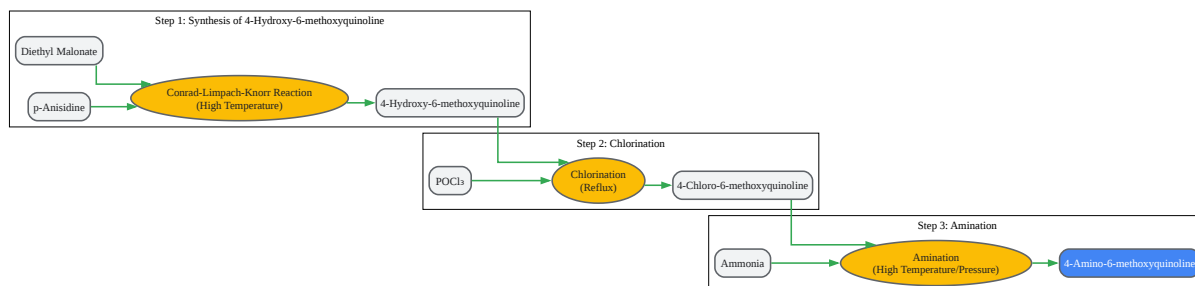 Step 1: Synthesis of 4-Hydroxy-6-methoxyquinoline
Diethyl Malonate
p-Anisidine
Conrad-Limpach-Knorr Reaction
(High Temperature)
4-Hydroxy-6-methoxyquinoline
Step 2: Chlorination
POCl₃
Chlorination
(Reflux)
4-Chloro-6-methoxyquinoline
Step 3: Amination
Ammonia
Amination
(High Temperature/Pressure)
4-Amino-6-methoxyquinoline